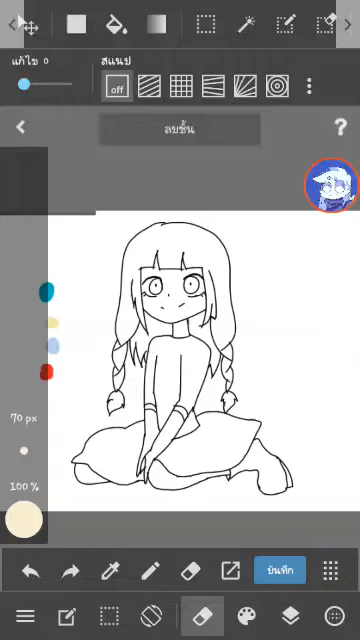 แก้ไข 0
สแนป
off
ลบชิ้น
?
70 px
100 %
บันทึก